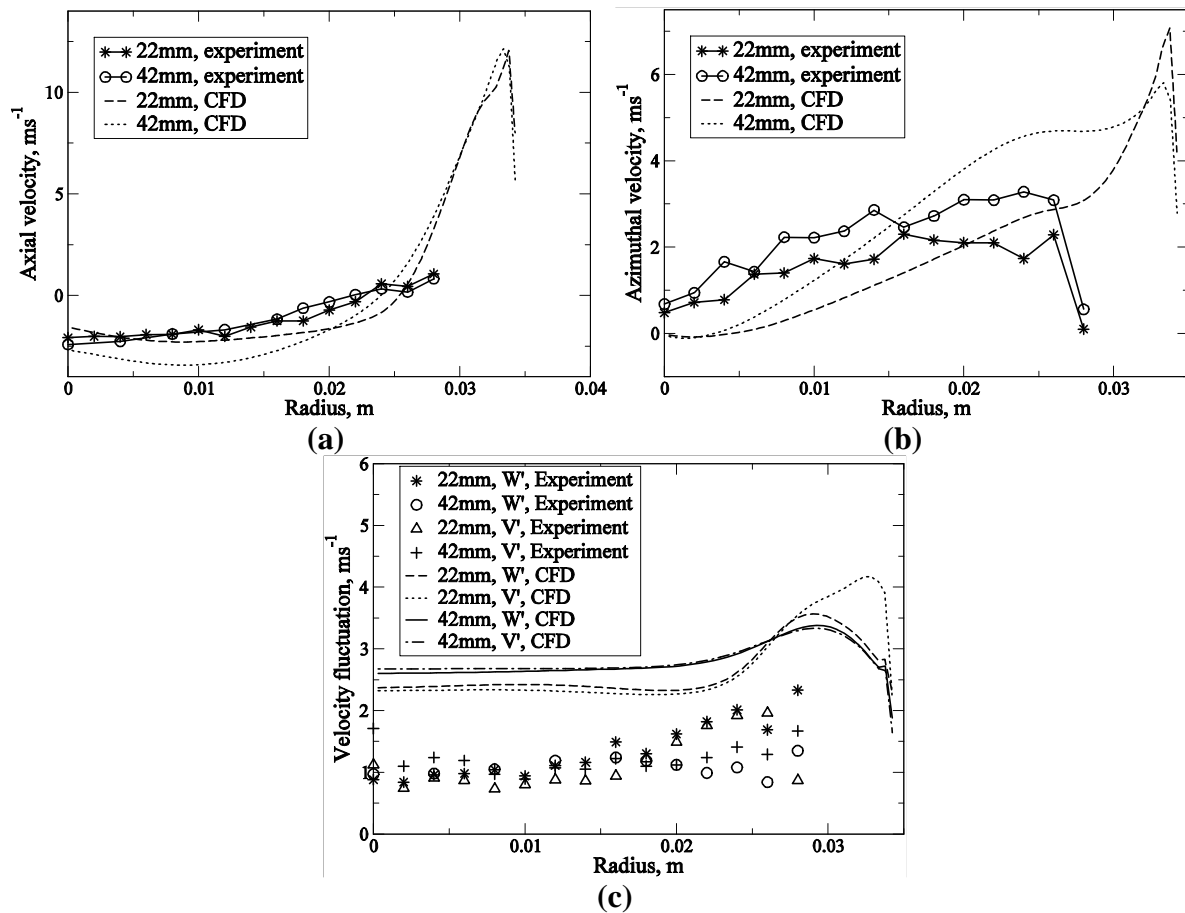 10
5
0
Axial velocity, ms-1
22mm, experiment
42mm, experiment
22mm, CFD
42mm, CFD
0 0.01 0.02 0.03 0.04
Radius, m
(a)
6
4
2
0
Azimuthal velocity, ms-1
22mm, experiment
42mm, experiment
22mm, CFD
42mm, CFD
0 0.01 0.02 0.03
Radius, m
(b)
6
5
4
3
2
1
0
Velocity fluctuation, ms-1
22mm, W', Experiment
42mm, W', Experiment
22mm, V', Experiment
42mm, V', Experiment
22mm, W', CFD
22mm, V', CFD
42mm, W', CFD
42mm, V', CFD
0 0.01 0.02 0.03
Radius, m
(c)